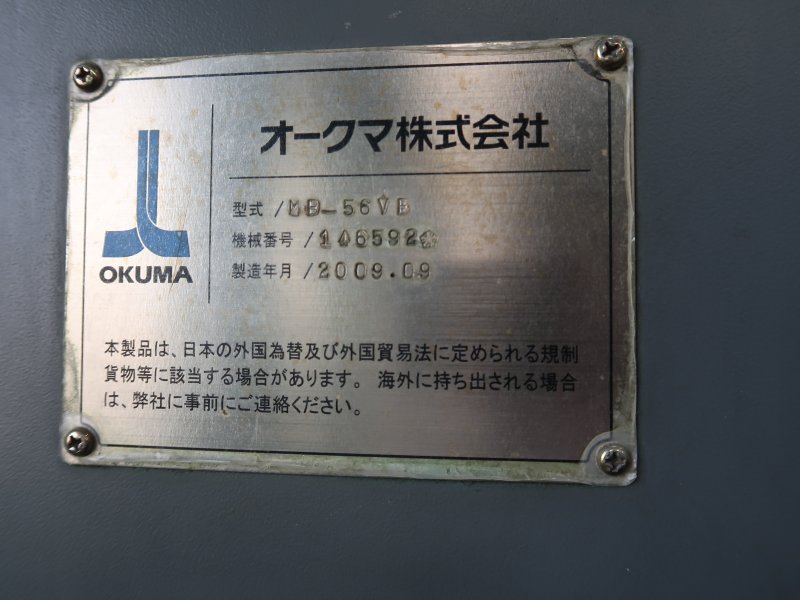 オークマ株式会社
OKUMA
型式 / MB-56VB
機械番号 / 146592
製造年月 / 2009.09
本製品は、日本の外国為替及び外国貿易法に定められる規制
貨物等に該当する場合があります。 海外に持ち出される場合
は、弊社に事前にご連絡ください。